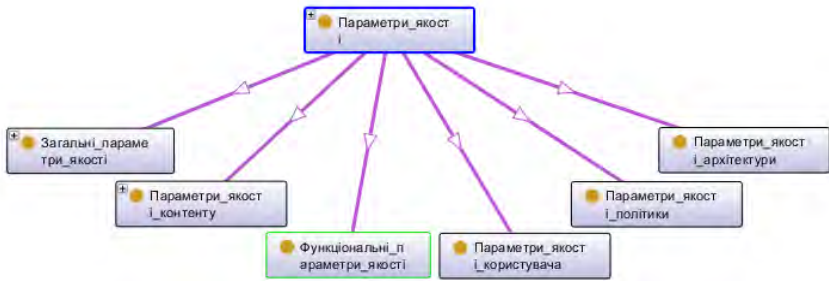 Параметри_якост
і
Загальні_параме
три_якості
Параметри_якост
і_архітектури
Параметри_якост
і_контенту
Параметри_якост
і_політики
Функціональні_п
араметри_якості
Параметри_якост
і_користувача